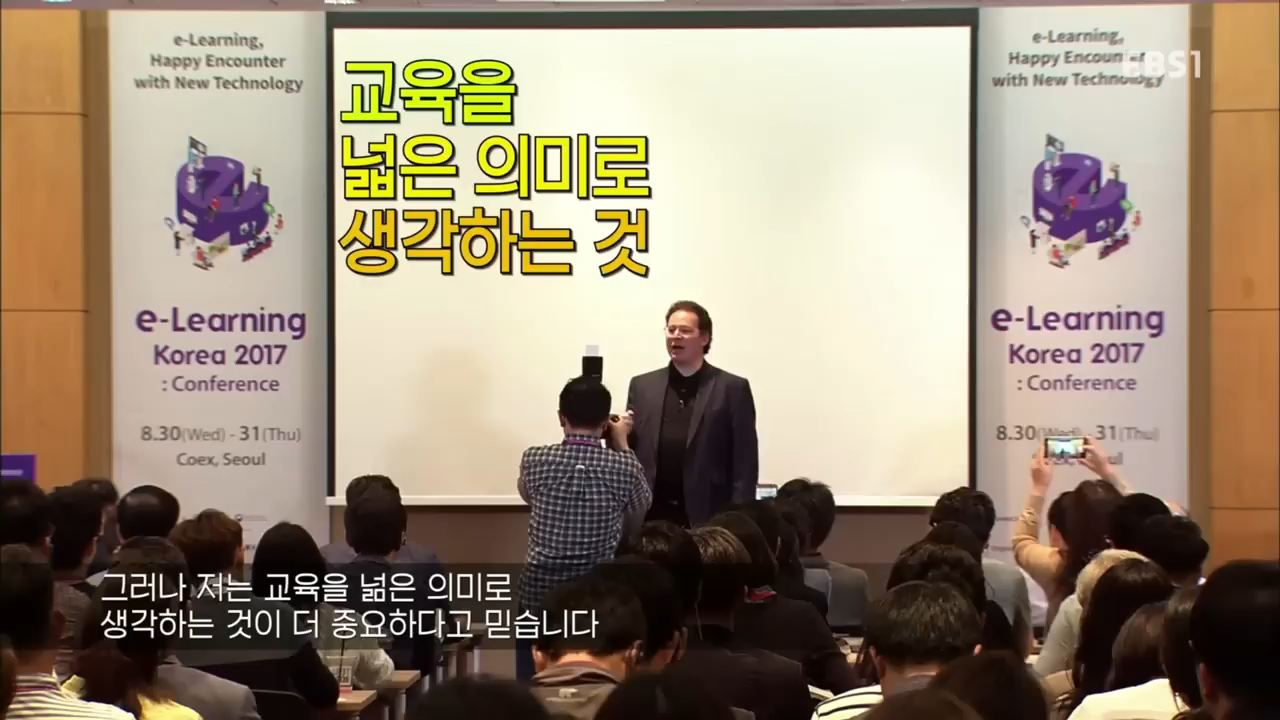 e-Learning,
Happy Encounter
with New Technology
e-Learning
Korea 2017
: Conference
8.30(Wed) - 31(Thu)
Coex, Seoul
교육을
넓은 의미로
생각하는 것
e-Learning,
Happy Encounter
with New Technology
EBS1
e-Learning
Korea 2017
: Conference
8.30(Wed) - 31(Thu)
그러나 저는 교육을 넓은 의미로
생각하는 것이 더 중요하다고 믿습니다